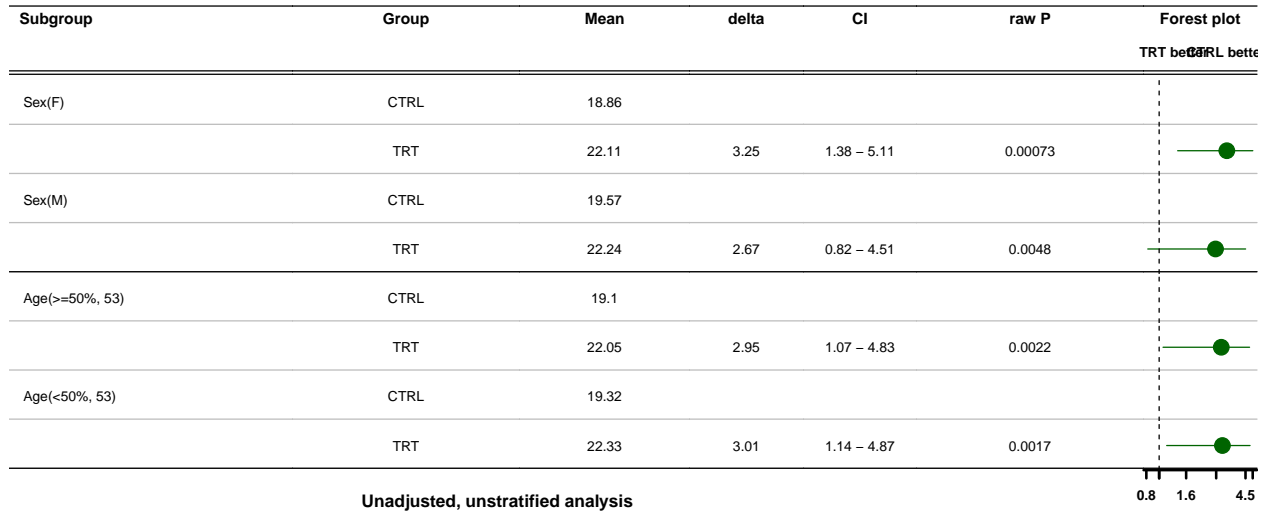 Subgroup Group Mean delta CI raw P Forest plot
TRT better CTRL bette
Sex(F) CTRL 18.86
TRT 22.11 3.25 1.38 – 5.11 0.00073
Sex(M) CTRL 19.57
TRT 22.24 2.67 0.82 – 4.51 0.0048
Age(>=50%, 53) CTRL 19.1
TRT 22.05 2.95 1.07 – 4.83 0.0022
Age(<50%, 53) CTRL 19.32
TRT 22.33 3.01 1.14 – 4.87 0.0017
0.8 1.6 4.5
Unadjusted, unstratified analysis